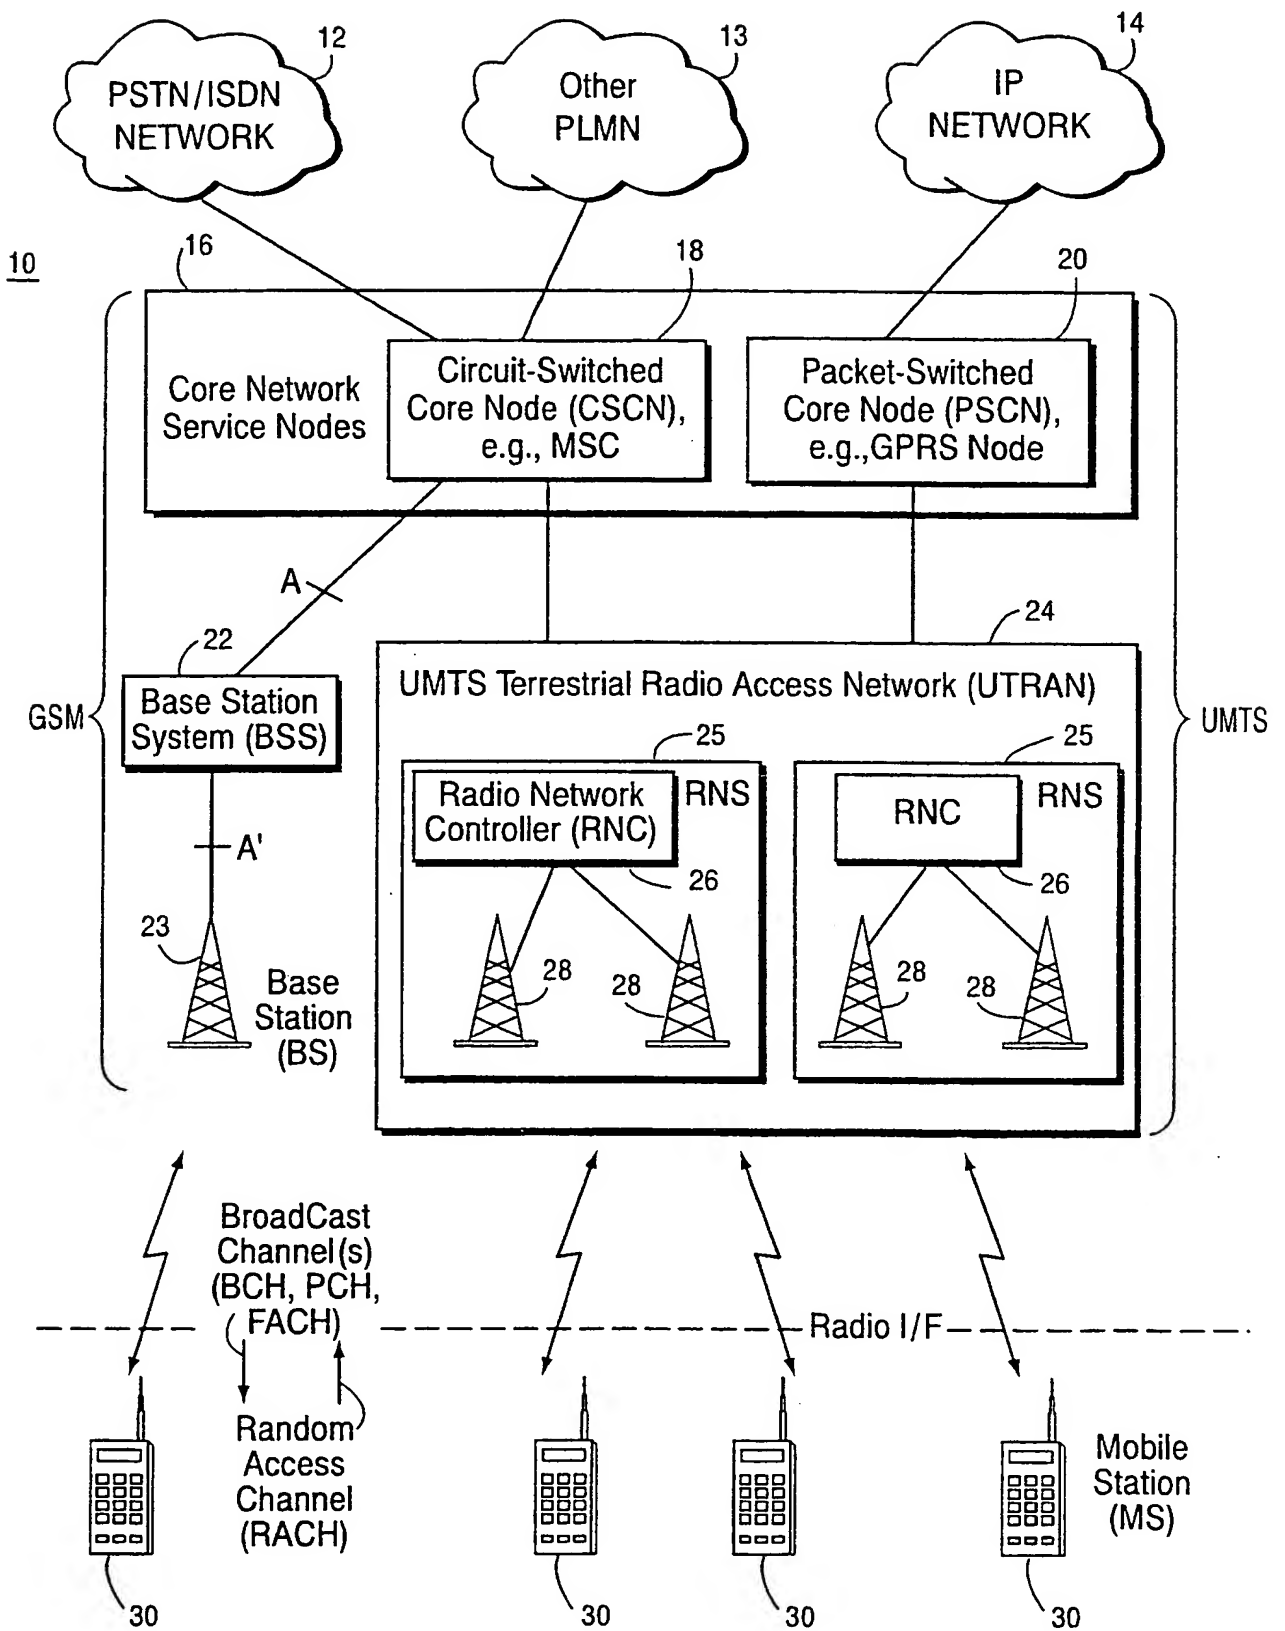 12
13
14
PSTN/ISDN
NETWORK
Other
PLMN
IP
NETWORK
10
16
18
20
Core Network
Service Nodes
Circuit-Switched
Core Node (CSCN),
e.g., MSC
Packet-Switched
Core Node (PSCN),
e.g.,GPRS Node
A
22
24
GSM
Base Station
System (BSS)
UMTS Terrestrial Radio Access Network (UTRAN)
UMTS
25
25
Radio Network
Controller (RNC)
RNS
RNC
RNS
A'
26
26
23
Base
Station
(BS)
28
28
28
28
BroadCast
Channel(s)
(BCH, PCH,
FACH)
Radio I/F
Random
Access
Channel
(RACH)
Mobile
Station
(MS)
30
30
30
30